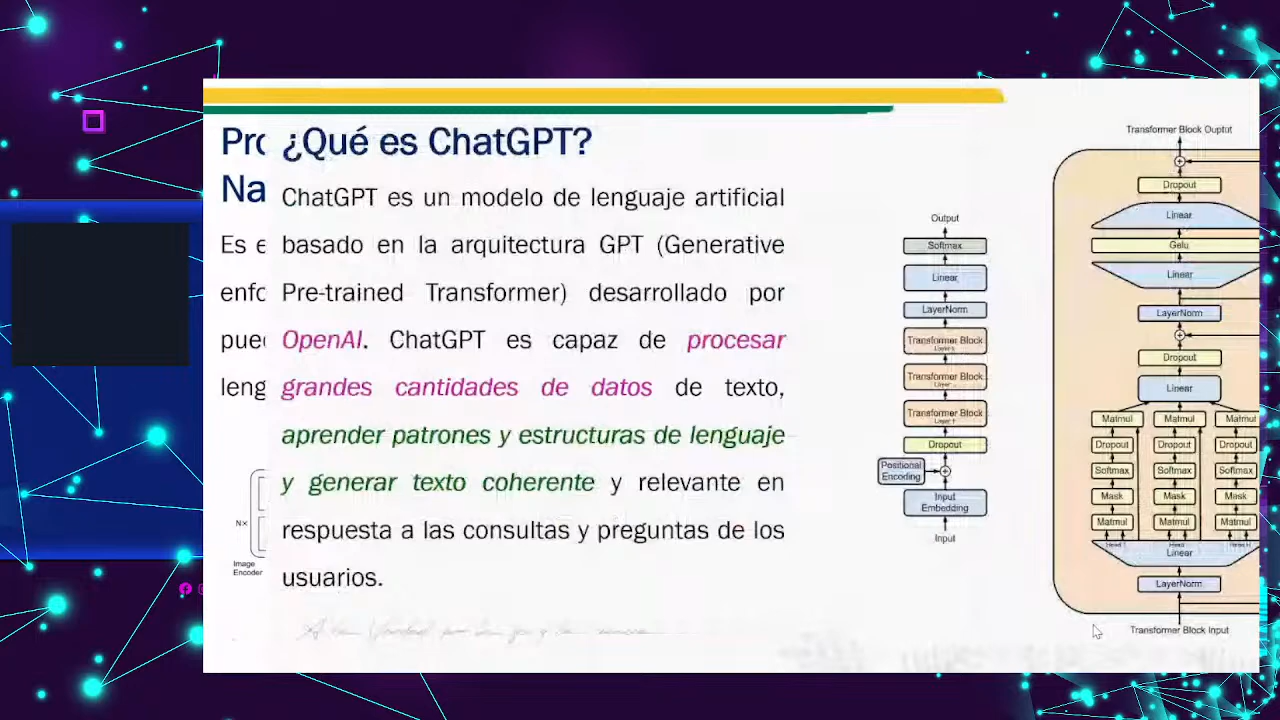 ¿Qué es ChatGPT?
ChatGPT es un modelo de lenguaje artificial
basado en la arquitectura GPT (Generative
Pre-trained Transformer) desarrollado por
OpenAI. ChatGPT es capaz de procesar
grandes cantidades de datos de texto,
aprender patrones y estructuras de lenguaje
y generar texto coherente y relevante en
respuesta a las consultas y preguntas de los
usuarios.
Na
Es
leng
N×
Image
Encoder
Output
Softmax
Linear
LayerNorm
Transformer Block
Transformer Block
Transformer Block
Dropout
Positional
Encoding
Input
Embedding
Input
Transformer Block Ouptut
Dropout
Linear
Gelu
Linear
LayerNorm
Dropout
Linear
Matmul Matmul Matmul
Dropout Dropout Dropout
Softmax Softmax Softmax
Mask Mask Mask
Matmul Matmul Matmul
Linear
LayerNorm
Transformer Block Input